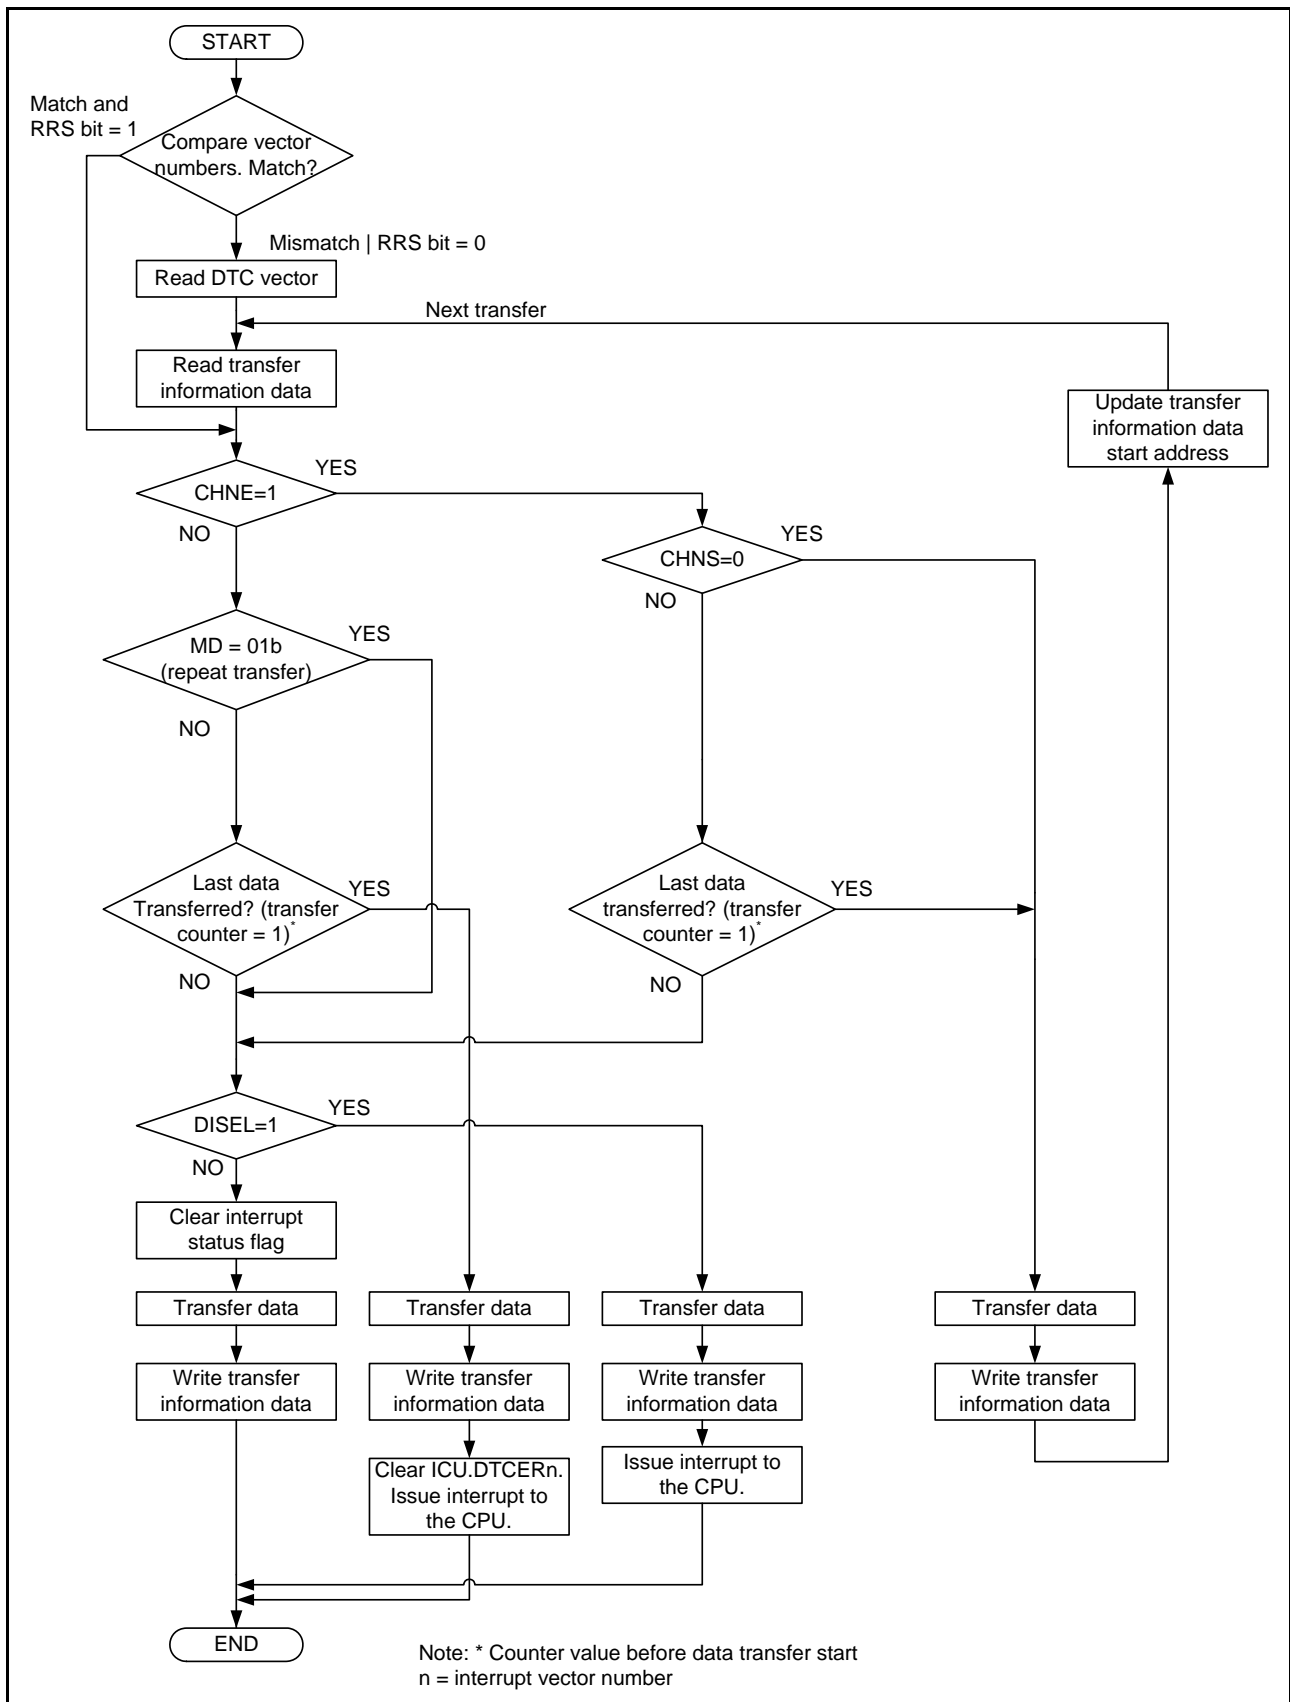 START
Match and
RRS bit = 1
Compare vector
numbers. Match?
Mismatch | RRS bit = 0
Read DTC vector
Next transfer
Read transfer
information data
Update transfer
information data
start address
CHNE=1
YES
NO
CHNS=0
YES
NO
MD = 01b
(repeat transfer)
YES
NO
Last data
Transferred? (transfer
counter = 1)*
YES
NO
Last data
transferred? (transfer
counter = 1)*
YES
NO
DISEL=1
YES
NO
Clear interrupt
status flag
Transfer data
Transfer data
Transfer data
Transfer data
Write transfer
information data
Write transfer
information data
Write transfer
information data
Write transfer
information data
Clear ICU.DTCERn.
Issue interrupt to
the CPU.
Issue interrupt to
the CPU.
END
Note: * Counter value before data transfer start
n = interrupt vector number